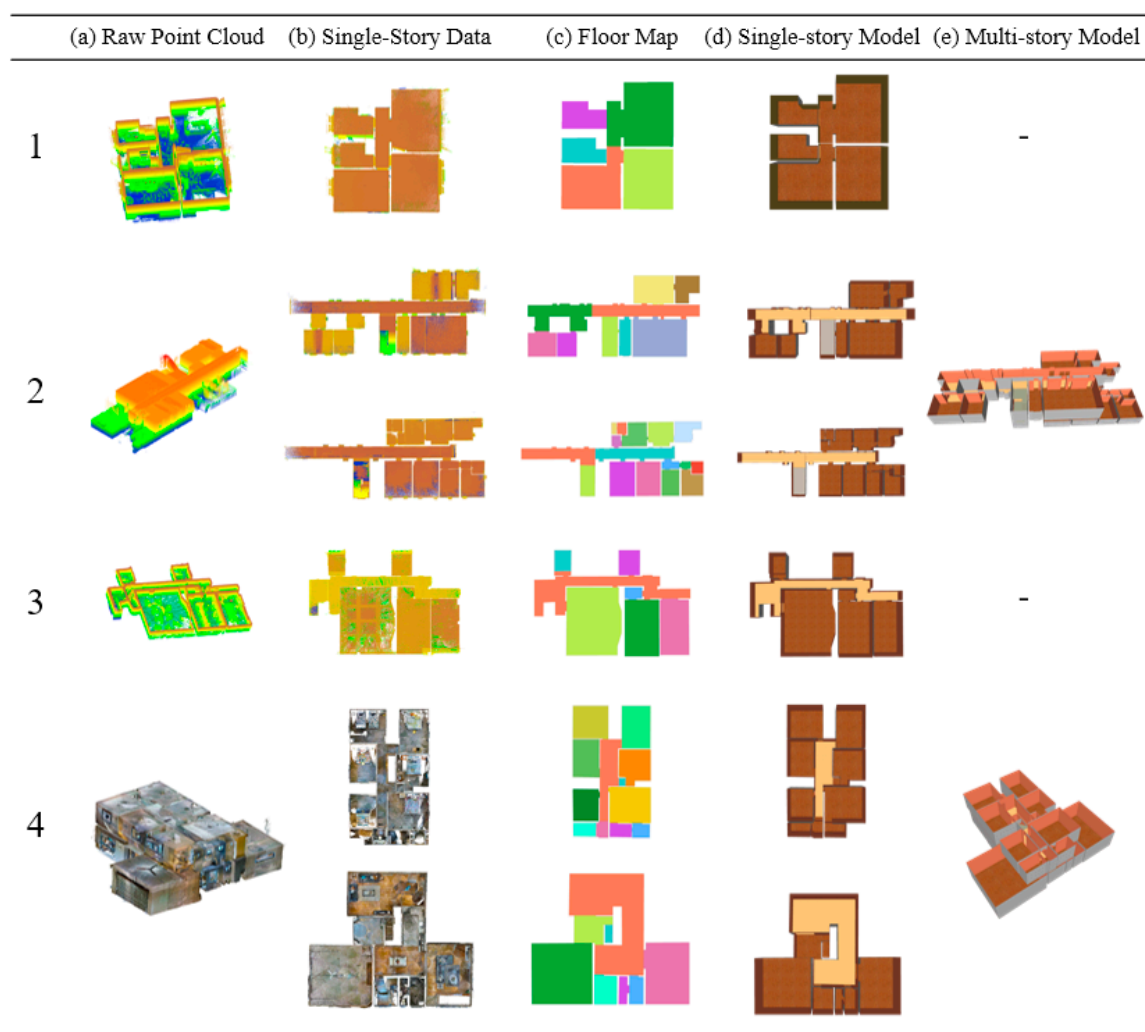 (a) Raw Point Cloud (b) Single-Story Data (c) Floor Map (d) Single-story Model (e) Multi-story Model
1 -
2
3 -
4